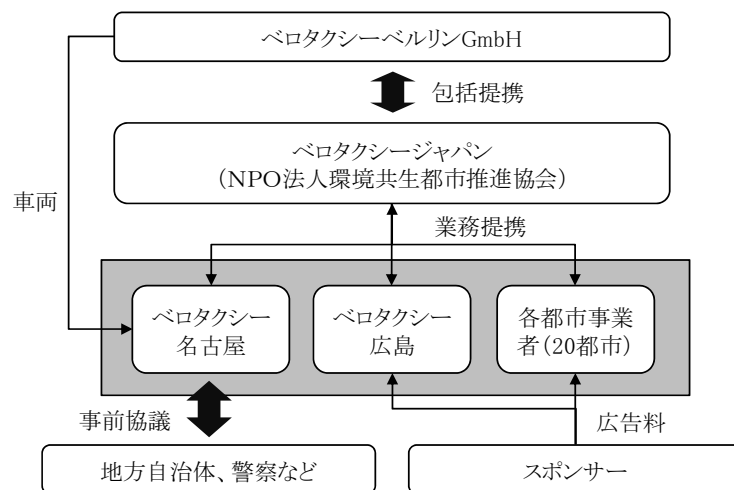 ベロタクシーベルリンGmbH
包括提携
ベロタクシージャパン
（NPO法人環境共生都市推進協会）
車両
業務提携
ベロタクシー
名古屋
ベロタクシー
広島
各都市事業
者（20都市）
事前協議
広告料
地方自治体、警察など
スポンサー